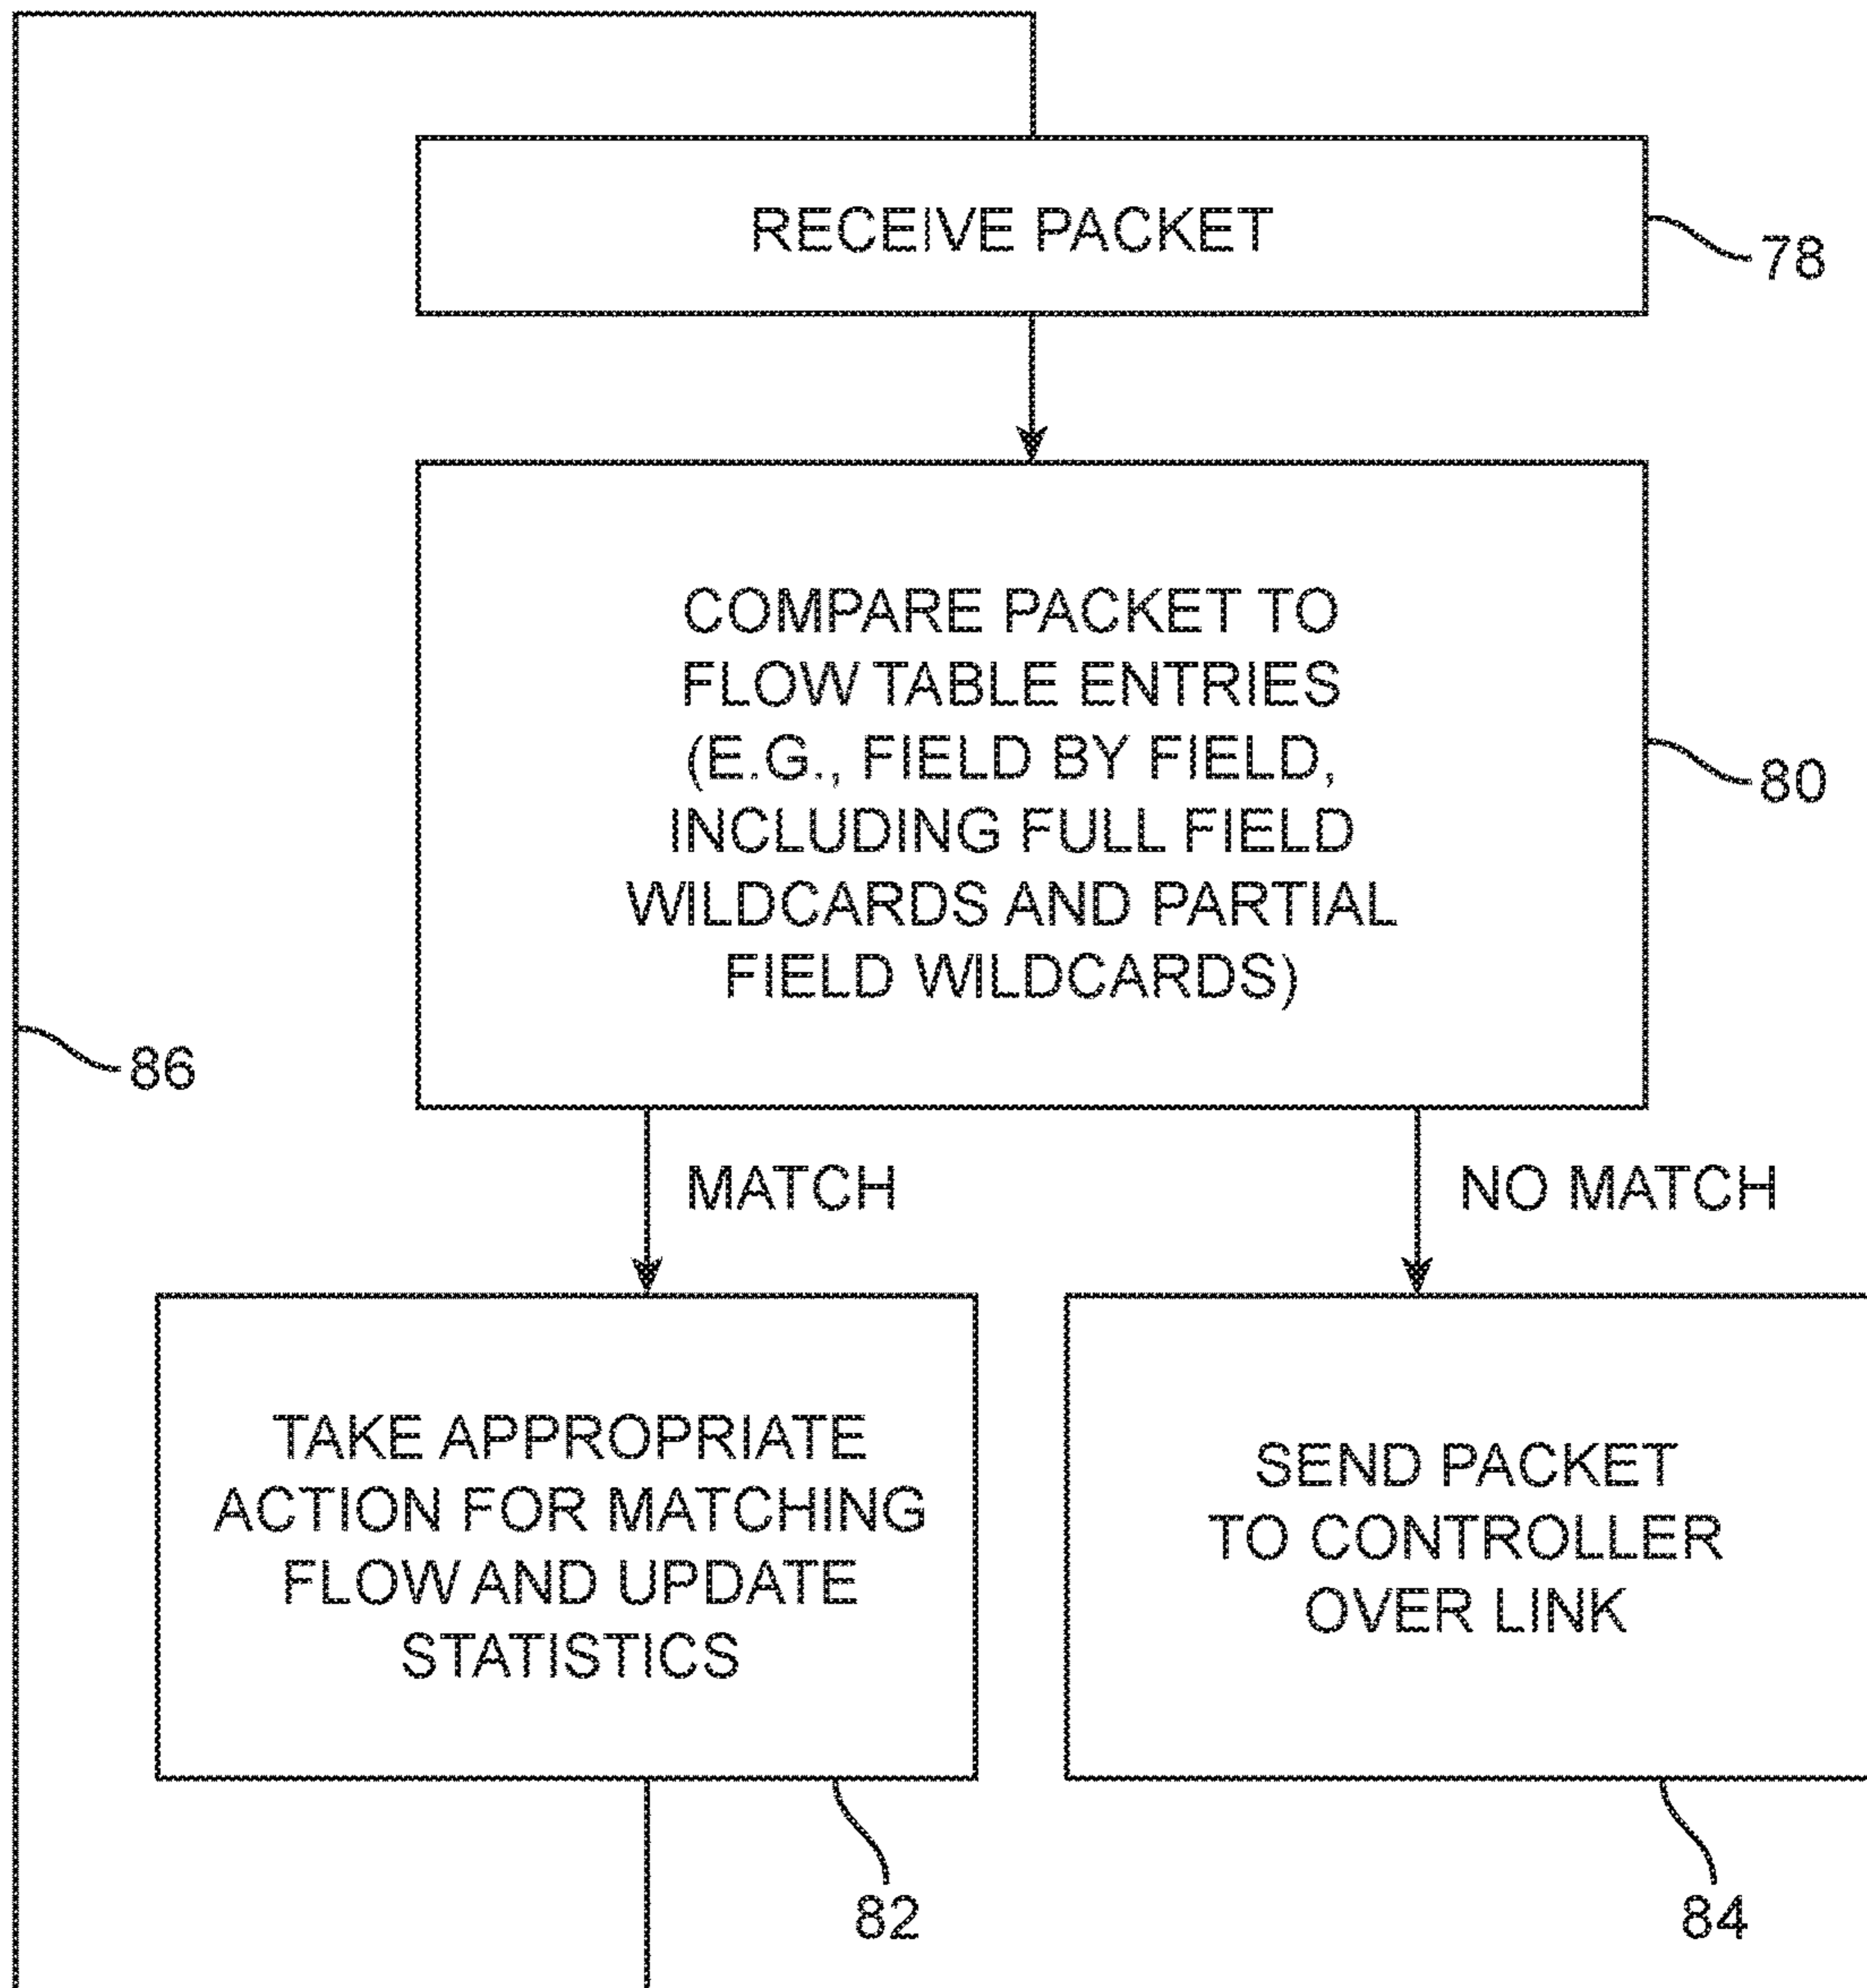 RECEIVE PACKET
78
COMPARE PACKET TO
FLOW TABLE ENTRIES
(E.G., FIELD BY FIELD,
INCLUDING FULL FIELD
WILDCARDS AND PARTIAL
FIELD WILDCARDS)
80
86
MATCH
NO MATCH
TAKE APPROPRIATE
ACTION FOR MATCHING
FLOW AND UPDATE
STATISTICS
SEND PACKET
TO CONTROLLER
OVER LINK
82
84